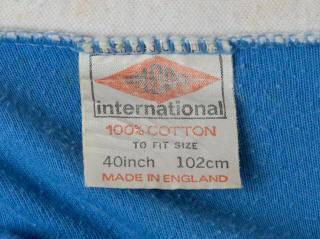 international
100% COTTON
TO FIT SIZE
40inch 102cm
MADE IN ENGLAND